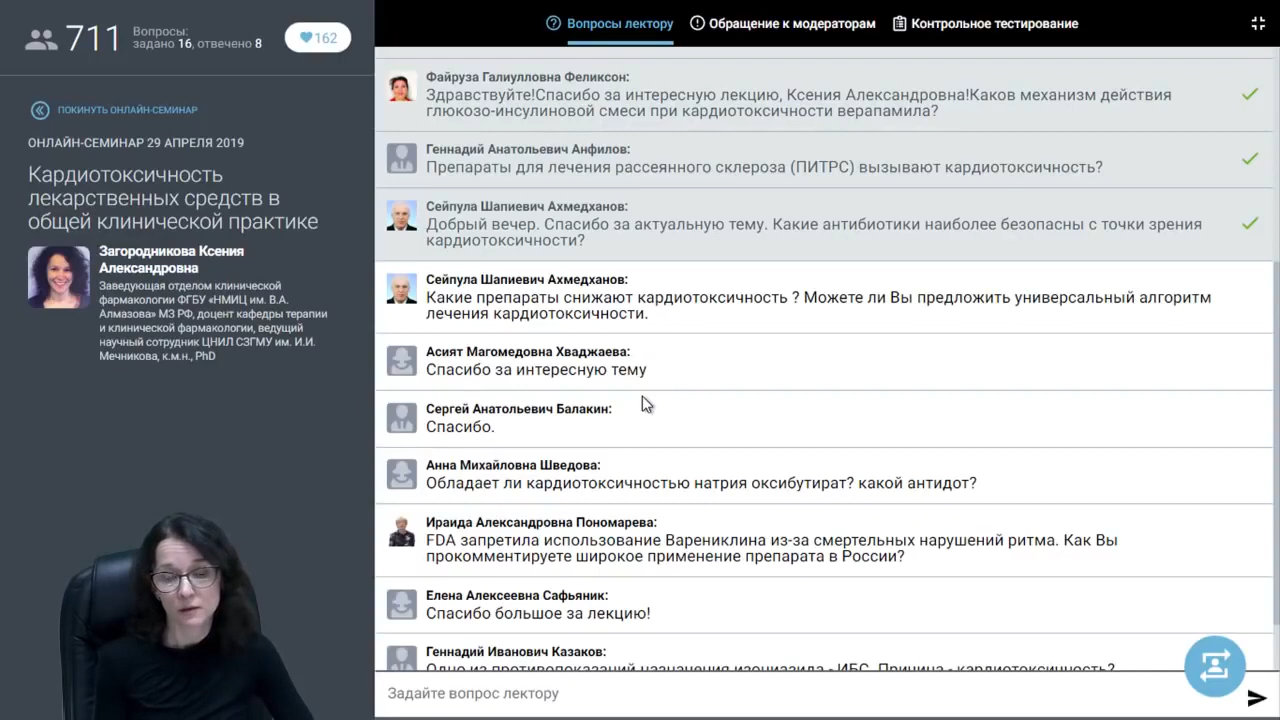 711
Вопросы:
задано 16, отвечено 8
162
ПОКИНУТЬ ОНЛАЙН-СЕМИНАР
ОНЛАЙН-СЕМИНАР 29 АПРЕЛЯ 2019
Кардиотоксичность
лекарственных средств в
общей клинической практике
Загородникова Ксения
Александровна
Заведующая отделом клинической
фармакологии ФГБУ «НМИЦ им. В.А.
Алмазова» МЗ РФ, доцент кафедры терапии
и клинической фармакологии, ведущий
научный сотрудник ЦНИЛ СЗГМУ им. И.И.
Мечникова, к.м.н., PhD
Вопросы лектору
Обращение к модераторам
Контрольное тестирование
Файруза Галиулловна Феликсон:
Здравствуйте!Спасибо за интересную лекцию, Ксения Александровна!Каков механизм действия
глюкозо-инсулиновой смеси при кардиотоксичности верапамила?
Геннадий Анатольевич Анфилов:
Препараты для лечения рассеянного склероза (ПИТРС) вызывают кардиотоксичность?
Сейпула Шапиевич Ахмедханов:
Добрый вечер. Спасибо за актуальную тему. Какие антибиотики наиболее безопасны с точки зрения
кардиотоксичности?
Сейпула Шапиевич Ахмедханов:
Какие препараты снижают кардиотоксичность ? Можете ли Вы предложить универсальный алгоритм
лечения кардиотоксичности.
Асият Магомедовна Хваджаева:
Спасибо за интересную тему
Сергей Анатольевич Балакин:
Спасибо.
Анна Михайловна Шведова:
Обладает ли кардиотоксичностью натрия оксибутират? какой антидот?
Ираида Александровна Пономарева:
FDA запретила использование Варениклина из-за смертельных нарушений ритма. Как Вы
прокомментируете широкое применение препарата в России?
Елена Алексеевна Сафьяник:
Спасибо большое за лекцию!
Геннадий Иванович Казаков:
Одно из противопоказаний назначения изониазида - ИБС. Причина - кардиотоксичность?
Задайте вопрос лектору